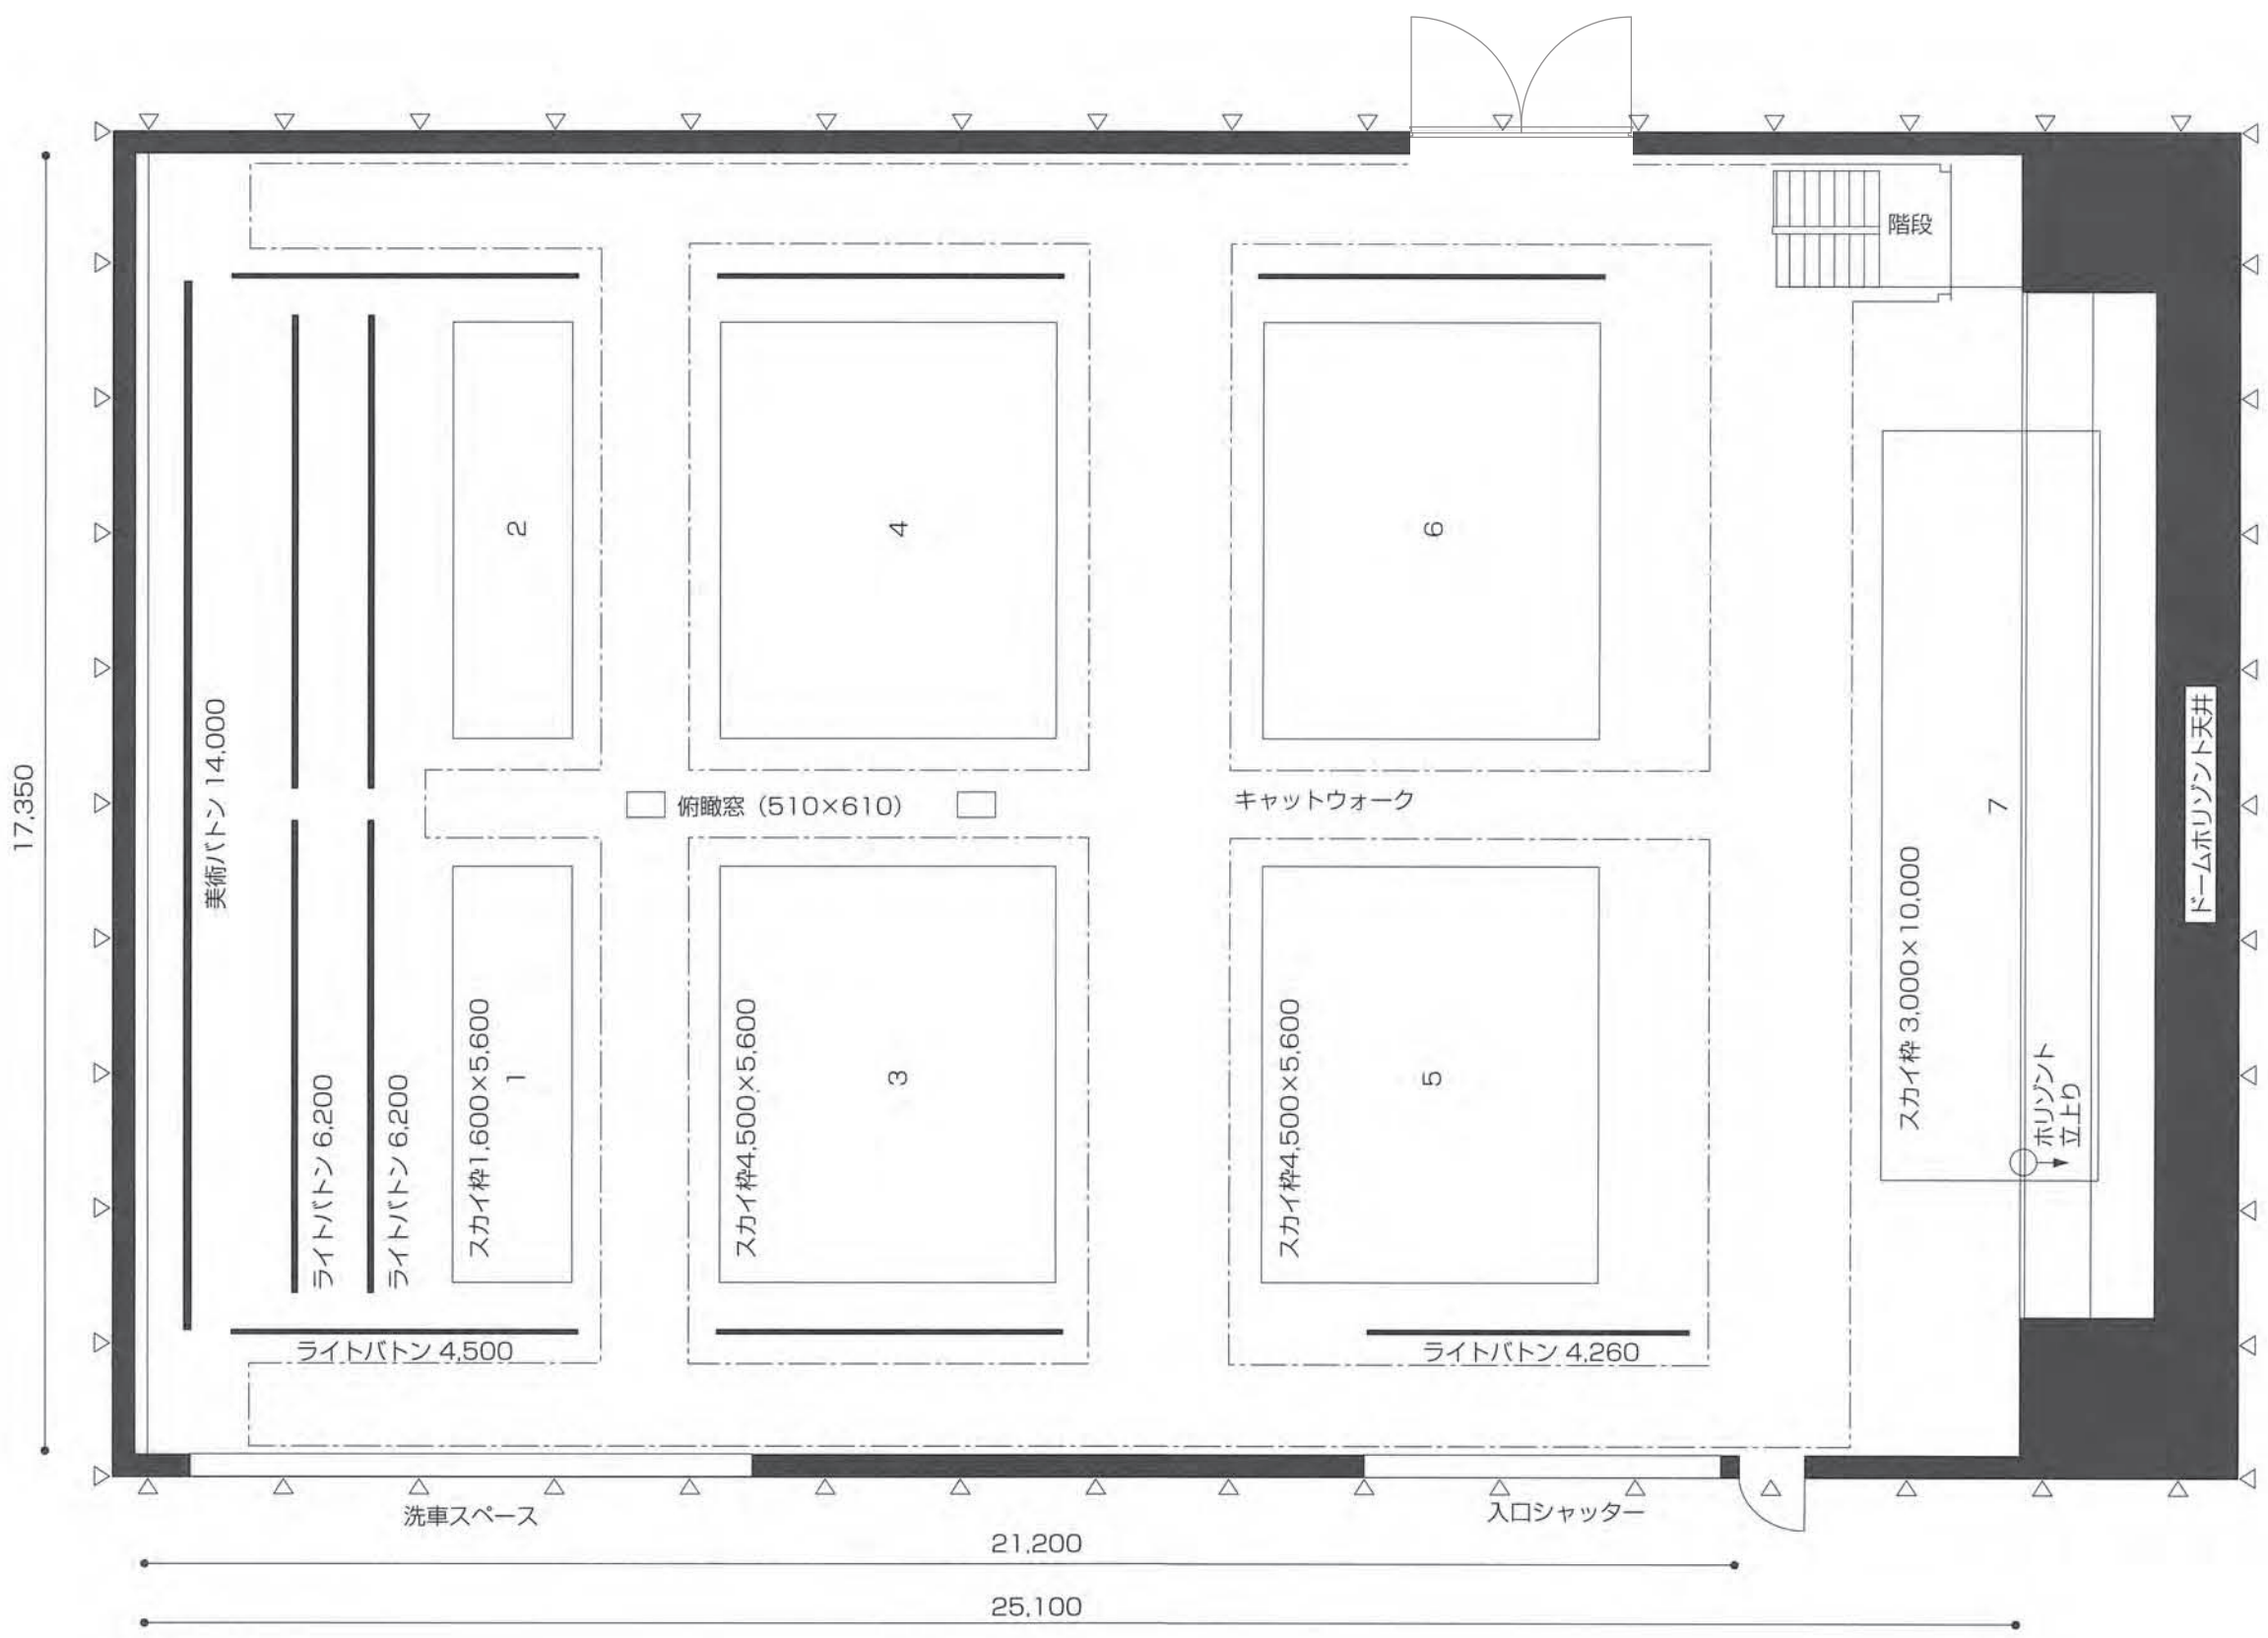 階段
2
4
6
17,350
美術バトン 14,000
俯瞰窓（510×610）
キャットウォーク
7
ドームホリゾント天井
スカイ枠 3,000×10,000
ライトバトン 6,200
ライトバトン 6,200
スカイ枠1,600×5,600
1
スカイ枠4,500×5,600
3
スカイ枠4,500×5,600
5
ホリゾント
立上り
ライトバトン 4,500
ライトバトン 4,260
洗車スペース
入口シャッター
21,200
25,100